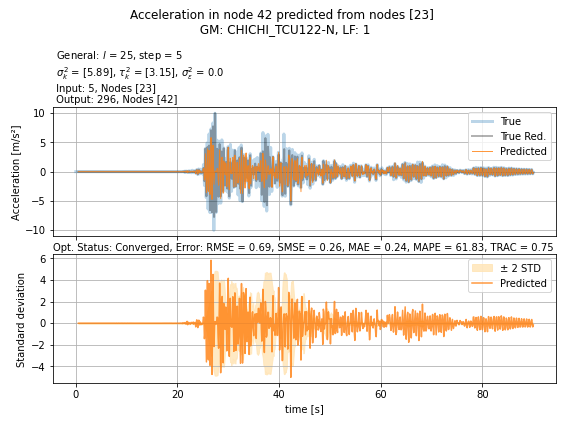 Acceleration in node 42 predicted from nodes [23]
GM: CHICHI_TCU122-N, LF: 1
General: l = 25, step = 5
σ²ₖ = [5.89], τ²ₖ = [3.15], σ²ε = 0.0
Input: 5, Nodes [23]
Output: 296, Nodes [42]
10
5
0
−5
−10
Acceleration [m/s²]
True
True Red.
Predicted
Opt. Status: Converged, Error: RMSE = 0.69, SMSE = 0.26, MAE = 0.24, MAPE = 61.83, TRAC = 0.75
6
4
2
0
−2
−4
Standard deviation
± 2 STD
Predicted
0
20
40
60
80
time [s]